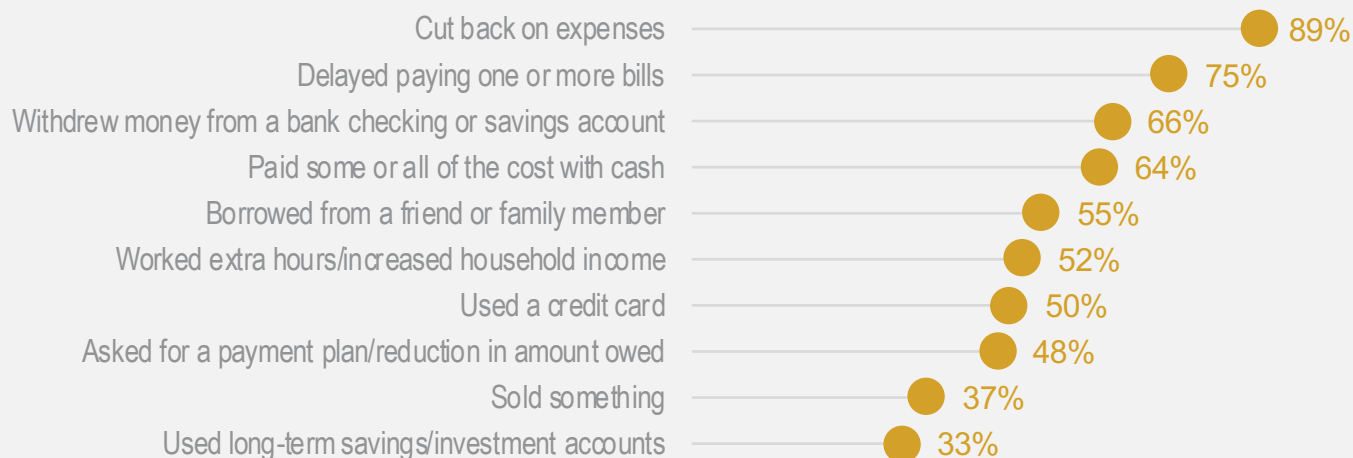 Cut back on expenses 89%
Delayed paying one or more bills 75%
Withdrew money from a bank checking or savings account 66%
Paid some or all of the cost with cash 64%
Borrowed from a friend or family member 55%
Worked extra hours/increased household income 52%
Used a credit card 50%
Asked for a payment plan/reduction in amount owed 48%
Sold something 37%
Used long-term savings/investment accounts 33%